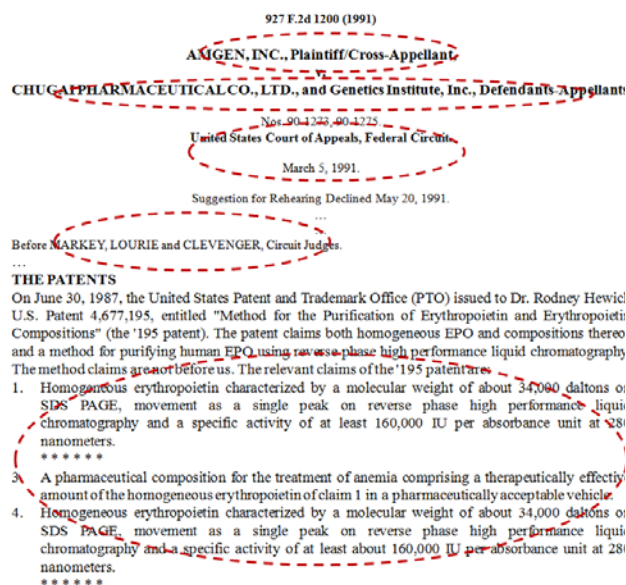 927 F.2d 1200 (1991)
AMGEN, INC., Plaintiff/Cross-Appellant,
v.
CHUGAI PHARMACEUTICAL CO., LTD., and Genetics Institute, Inc., Defendants-Appellants
Nos. 90-1273, 90-1275.
United States Court of Appeals, Federal Circuit.
March 5, 1991.
Suggestion for Rehearing Declined May 20, 1991.
...
Before MARKEY, LOURIE and CLEVENGER, Circuit Judges.
...
THE PATENTS
On June 30, 1987, the United States Patent and Trademark Office (PTO) issued to Dr. Rodney Hewick
U.S. Patent 4,677,195, entitled "Method for the Purification of Erythropoietin and Erythropoietin
Compositions" (the '195 patent). The patent claims both homogeneous EPO and compositions thereo
and a method for purifying human EPO using reverse phase high performance liquid chromatography
The method claims are not before us. The relevant claims of the '195 patent are:
1. Homogeneous erythropoietin characterized by a molecular weight of about 34,000 daltons on
SDS PAGE, movement as a single peak on reverse phase high performance liquid
chromatography and a specific activity of at least 160,000 IU per absorbance unit at 280
nanometers.
* * * * * *
3. A pharmaceutical composition for the treatment of anemia comprising a therapeutically effective
amount of the homogeneous erythropoietin of claim 1 in a pharmaceutically acceptable vehicle.
4. Homogeneous erythropoietin characterized by a molecular weight of about 34,000 daltons on
SDS PAGE, movement as a single peak on reverse phase high performance liquid
chromatography and a specific activity of at least about 160,000 IU per absorbance unit at 280
nanometers.
* * * * * *